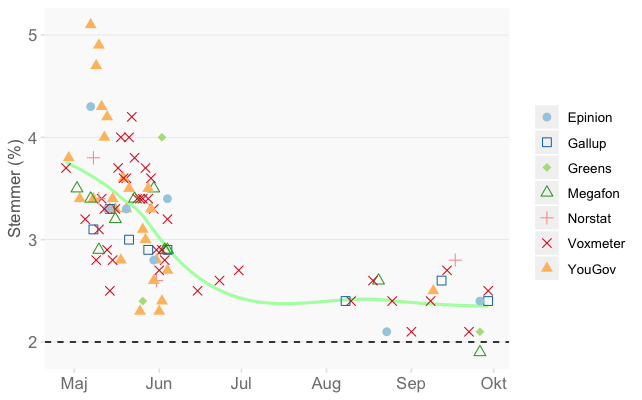 Stemmer (%)
5
4
3
2
Maj
Jun
Jul
Aug
Sep
Okt
Epinion
Gallup
Greens
Megafon
Norstat
Voxmeter
YouGov